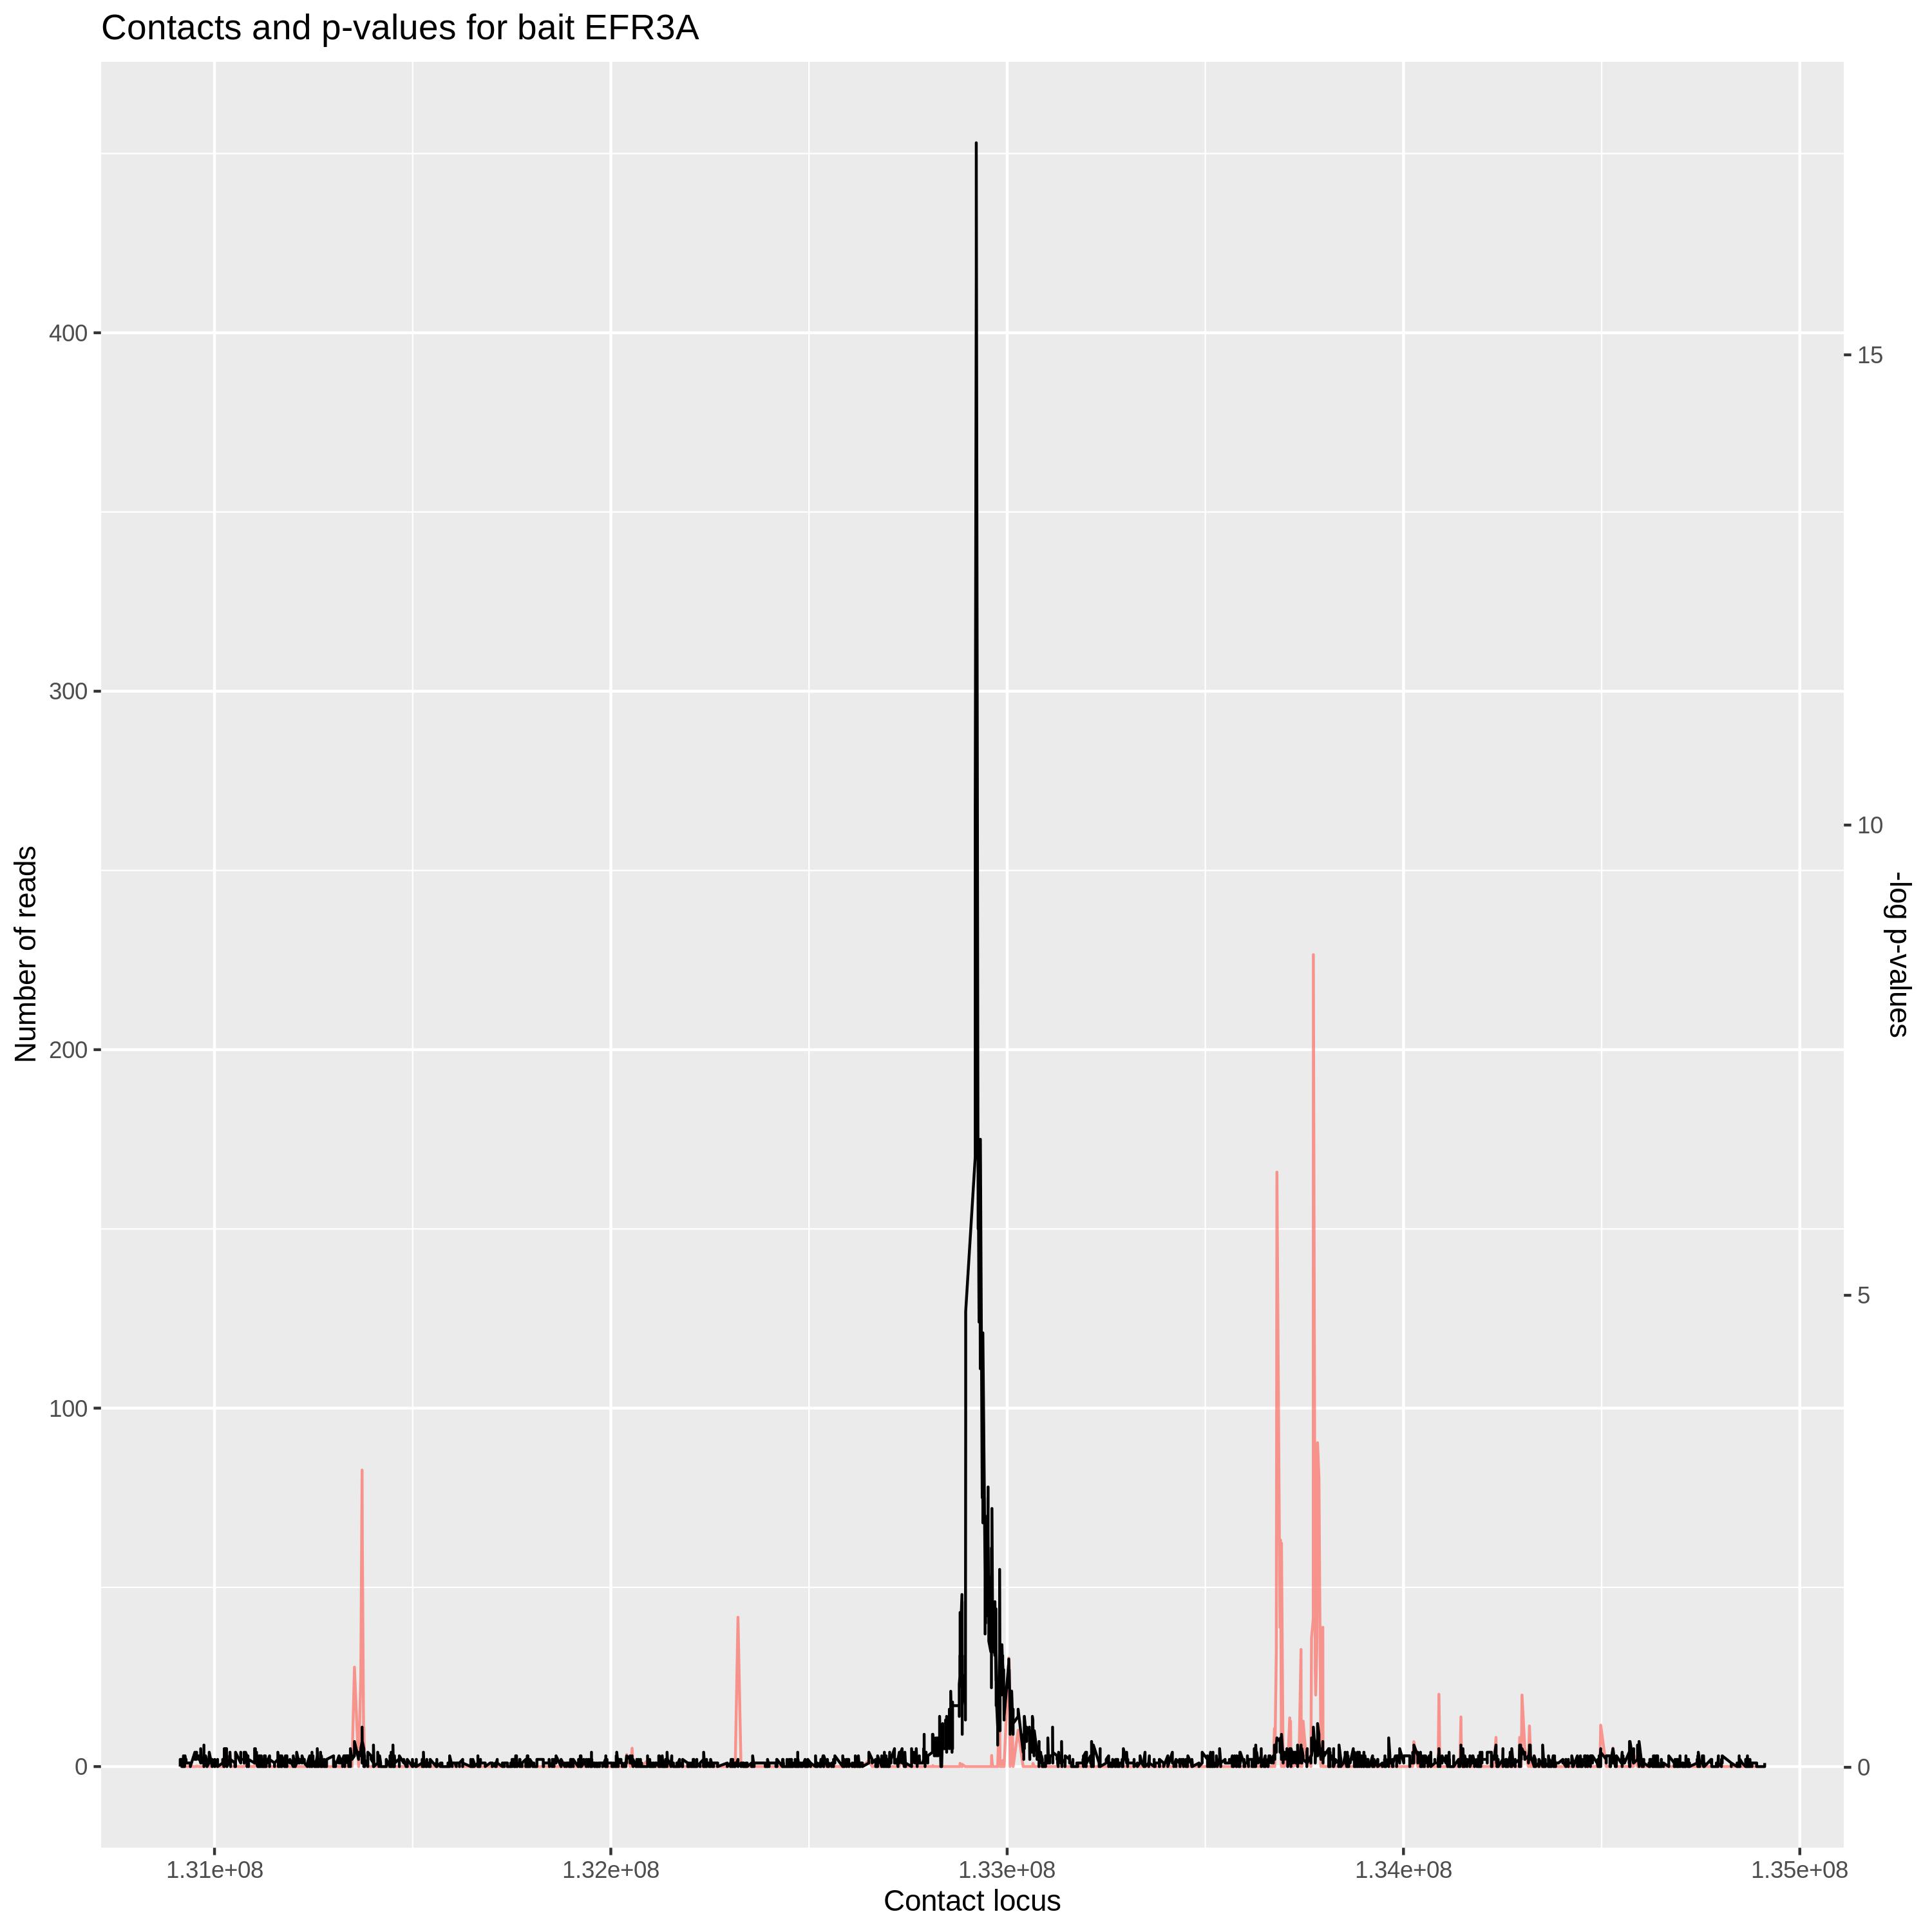 Contacts and p-values for bait EFR3A
Number of reads
400
300
200
100
0
15
10
5
0
-log p-values
1.31e+08
1.32e+08
1.33e+08
1.34e+08
1.35e+08
Contact locus